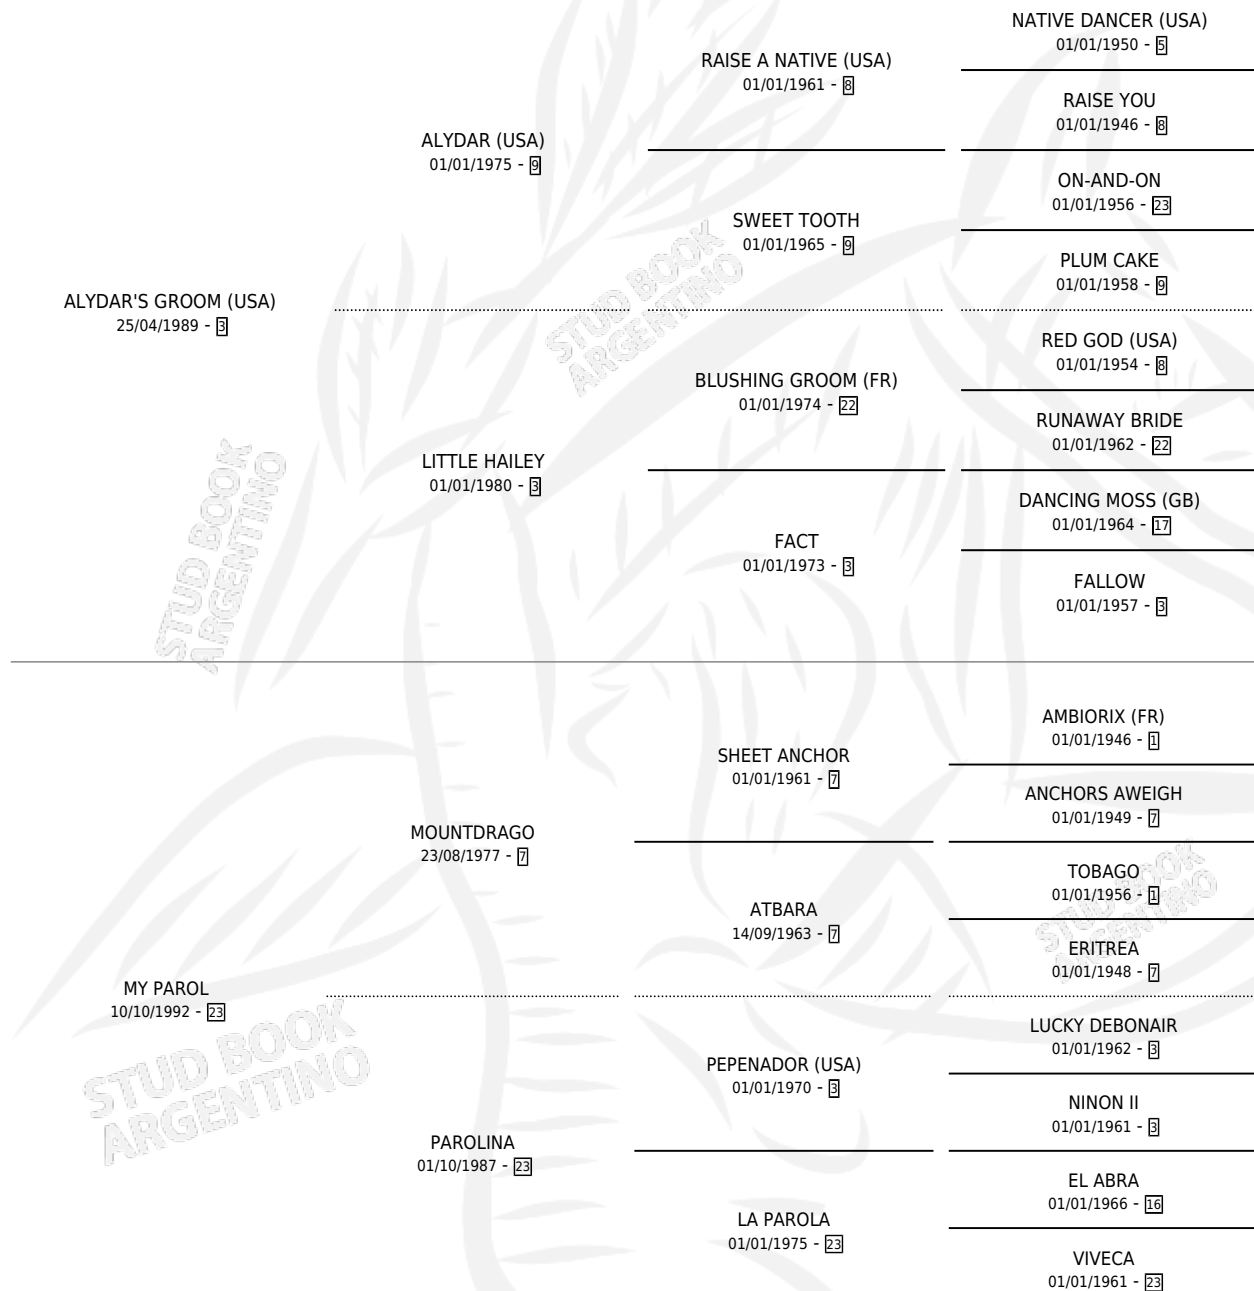 NATIVE DANCER (USA)
01/01/1950 - 5
RAISE A NATIVE (USA)
01/01/1961 - 8
RAISE YOU
01/01/1946 - 8
ALYDAR (USA)
01/01/1975 - 9
ON-AND-ON
01/01/1956 - 23
SWEET TOOTH
01/01/1965 - 9
PLUM CAKE
01/01/1958 - 9
ALYDAR'S GROOM (USA)
25/04/1989 - 3
RED GOD (USA)
01/01/1954 - 8
BLUSHING GROOM (FR)
01/01/1974 - 22
RUNAWAY BRIDE
01/01/1962 - 22
LITTLE HAILEY
01/01/1980 - 3
DANCING MOSS (GB)
01/01/1964 - 17
FACT
01/01/1973 - 3
FALLOW
01/01/1957 - 3
STUD BOOK
ARGENTINO
STUD BOOK
ARGENTINO
AMBIORIX (FR)
01/01/1946 - 1
SHEET ANCHOR
01/01/1961 - 7
ANCHORS AWEIGH
01/01/1949 - 7
MOUNTDRAGO
23/08/1977 - 7
TOBAGO
01/01/1956 - 1
ATBARA
14/09/1963 - 7
ERITREA
01/01/1948 - 7
STUD BOOK
ARGENTINO
MY PAROL
10/10/1992 - 23
LUCKY DEBONAIR
01/01/1962 - 3
PEPENADOR (USA)
01/01/1970 - 3
NINON II
01/01/1961 - 3
PAROLINA
01/10/1987 - 23
EL ABRA
01/01/1966 - 16
LA PAROLA
01/01/1975 - 23
VIVECA
01/01/1961 - 23
STUD BOOK
ARGENTINO